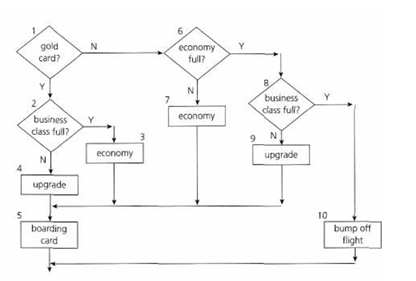 1
gold
card?
N
Y
6
economy
full?
Y
N
2
business
class full?
Y
N
3
economy
7
economy
8
business
class full?
Y
N
9
upgrade
4
upgrade
5
boarding
card
10
bump off
flight